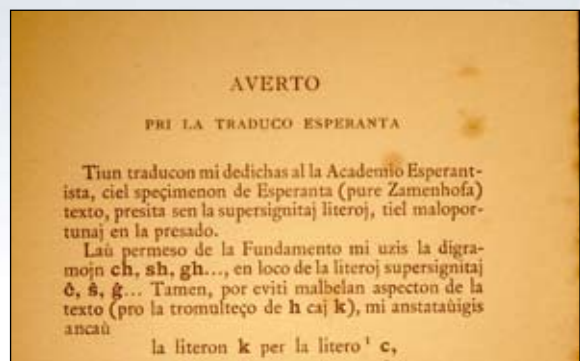 AVERTO
PRI LA TRADUCO ESPERANTA
Tiun traducon mi dedichas al la Academio Esperant-
ista, ciel speçimenon de Esperanta (pure Zamenhofa)
texto, presita sen la supersignitaj literoj, tiel malopor-
tunaj en la presado.
Laù permeso de la Fundamento mi uzis la digra-
mojn ch, sh, gh..., en loco de la literoj supersignitaj
ĉ, ŝ, ĝ... Tamen, por eviti malbelan aspecton de la
texto (pro la tromulteço de h caj k), mi anstataùigis
ancaù
la literon k per la litero¹ c,